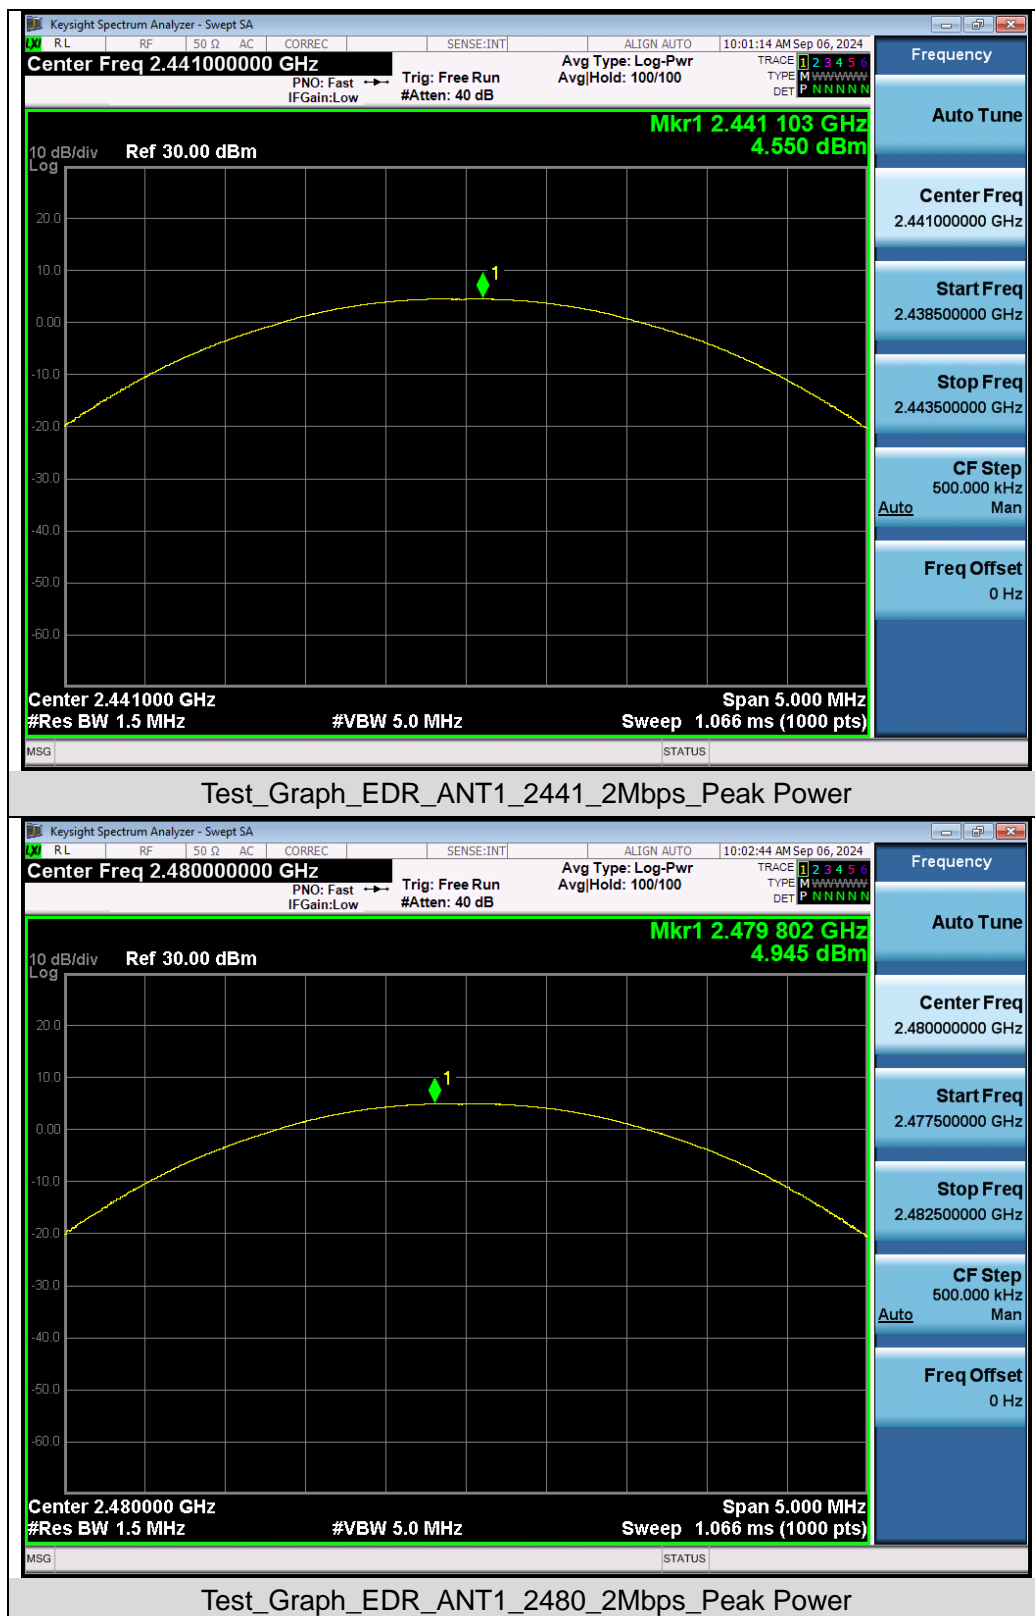 Keysight Spectrum Analyzer - Swept SA
LXI RL RF 50 Ω AC CORREC SENSE:INT ALIGN AUTO 10:01:14 AM Sep 06, 2024
Center Freq 2.441000000 GHz
PNO: Fast
IFGain:Low
Trig: Free Run
#Atten: 40 dB
Avg Type: Log-Pwr
Avg|Hold: 100/100
TRACE 1 2 3 4 5 6
TYPE M WWWWW
DET P N N N N N
Frequency
Auto Tune
Center Freq
2.441000000 GHz
Start Freq
2.438500000 GHz
Stop Freq
2.443500000 GHz
CF Step
500.000 kHz
Auto Man
Freq Offset
0 Hz
Mkr1 2.441 103 GHz
4.550 dBm
10 dB/div Ref 30.00 dBm
Log
20.0
10.0
1
0.00
-10.0
-20.0
-30.0
-40.0
-50.0
-60.0
Center 2.441000 GHz Span 5.000 MHz
#Res BW 1.5 MHz #VBW 5.0 MHz Sweep 1.066 ms (1000 pts)
MSG STATUS
Test_Graph_EDR_ANT1_2441_2Mbps_Peak Power
Keysight Spectrum Analyzer - Swept SA
LXI RL RF 50 Ω AC CORREC SENSE:INT ALIGN AUTO 10:02:44 AM Sep 06, 2024
Center Freq 2.480000000 GHz
PNO: Fast
IFGain:Low
Trig: Free Run
#Atten: 40 dB
Avg Type: Log-Pwr
Avg|Hold: 100/100
TRACE 1 2 3 4 5 6
TYPE M WWWWW
DET P N N N N N
Frequency
Auto Tune
Center Freq
2.480000000 GHz
Start Freq
2.477500000 GHz
Stop Freq
2.482500000 GHz
CF Step
500.000 kHz
Auto Man
Freq Offset
0 Hz
Mkr1 2.479 802 GHz
4.945 dBm
10 dB/div Ref 30.00 dBm
Log
20.0
10.0
1
0.00
-10.0
-20.0
-30.0
-40.0
-50.0
-60.0
Center 2.480000 GHz Span 5.000 MHz
#Res BW 1.5 MHz #VBW 5.0 MHz Sweep 1.066 ms (1000 pts)
MSG STATUS
Test_Graph_EDR_ANT1_2480_2Mbps_Peak Power